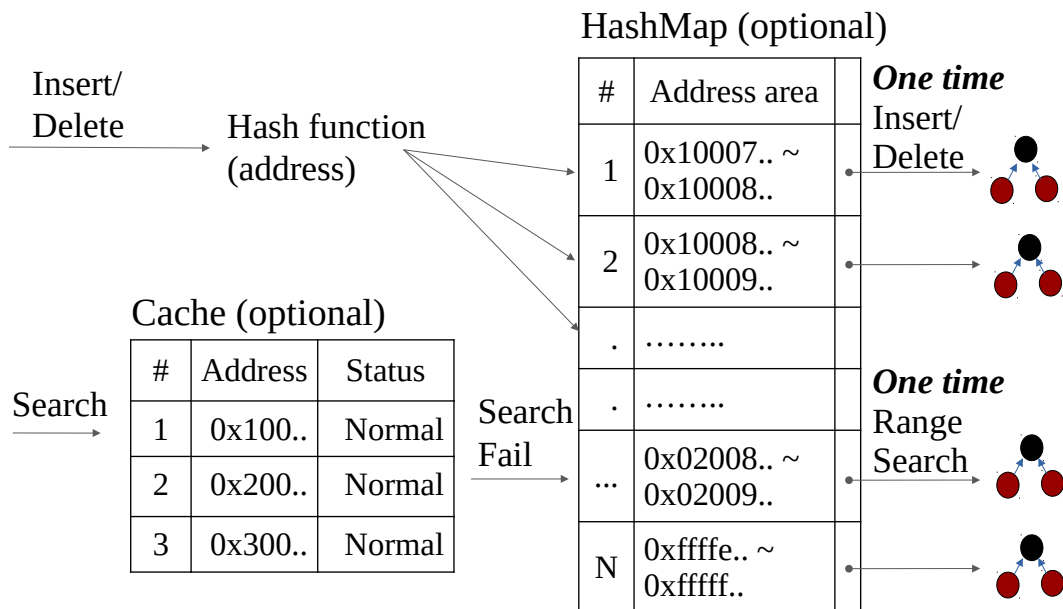 HashMap (optional)
Insert/
Delete
Hash function
(address)
# Address area
1 0x10007.. ~
0x10008..
2 0x10008.. ~
0x10009..
. ……..
. ……..
... 0x02008.. ~
0x02009..
N 0xffffe.. ~
0xfffff..
One time
Insert/
Delete
Cache (optional)
Search
# Address Status
1 0x100.. Normal
2 0x200.. Normal
3 0x300.. Normal
Search
Fail
One time
Range
Search